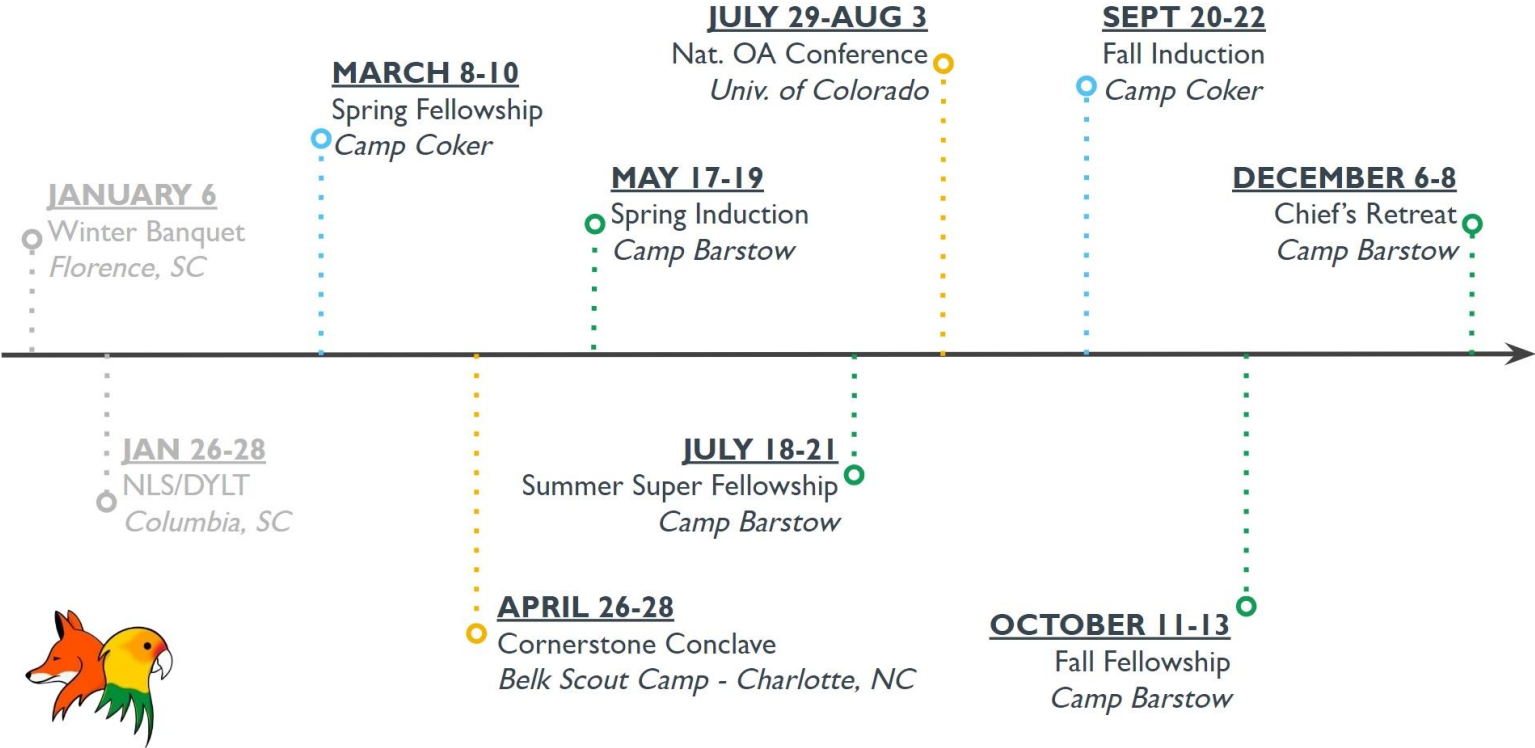 JANUARY 6
Winter Banquet
Florence, SC
JAN 26-28
NLS/DYLT
Columbia, SC
MARCH 8-10
Spring Fellowship
Camp Coker
APRIL 26-28
Cornerstone Conclave
Belk Scout Camp - Charlotte, NC
MAY 17-19
Spring Induction
Camp Barstow
JULY 18-21
Summer Super Fellowship
Camp Barstow
JULY 29-AUG 3
Nat. OA Conference
Univ. of Colorado
SEPT 20-22
Fall Induction
Camp Coker
OCTOBER 11-13
Fall Fellowship
Camp Barstow
DECEMBER 6-8
Chief's Retreat
Camp Barstow